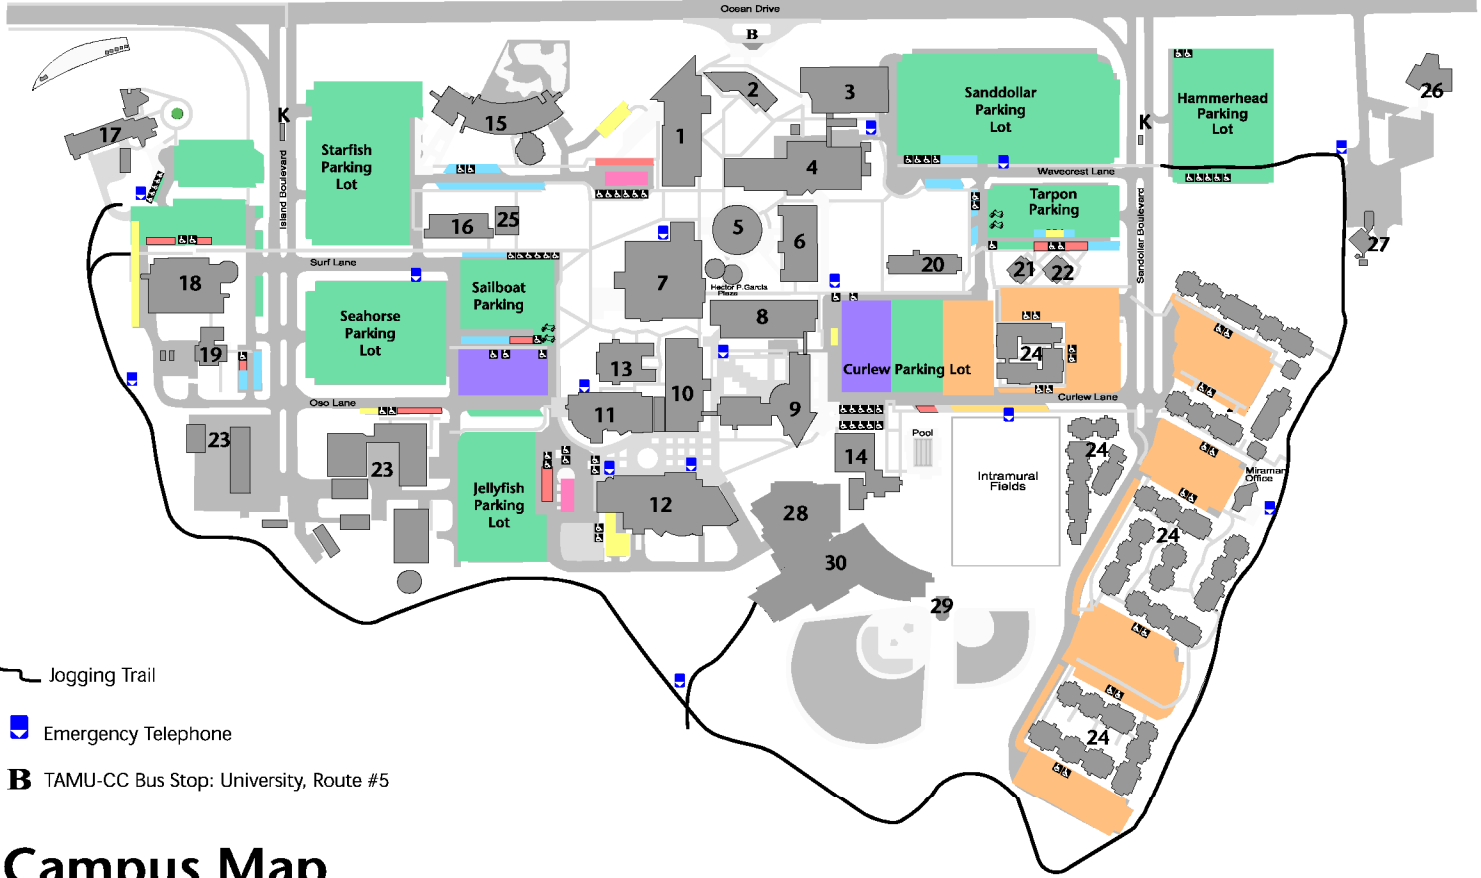 Ocean Drive
B
26
2
3
K
K
Sanddollar
Parking
Lot
Hammerhead
Parking
Lot
15
17
1
Starfish
Parking
Lot
4
Wavecrest Lane
Island Boulevard
Sandollar Boulevard
Tarpon
Parking
16
25
5
6
27
Surf Lane
20
21
22
18
7
Sailboat
Parking
Hector P. Garcia
Plaza
8
Seahorse
Parking
Lot
19
13
24
Curlew Parking Lot
10
Oso Lane
Curlew Lane
11
9
23
23
Pool
14
24
Miramar
Office
Intramural
Fields
Jellyfish
Parking
Lot
12
28
24
30
29
Jogging Trail
24
Emergency Telephone
B TAMU-CC Bus Stop: University, Route #5
Campus Map